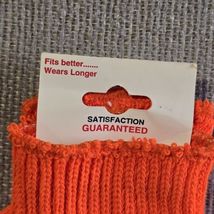 Fits better.......
Wears Longer
SATISFACTION
GUARANTEED